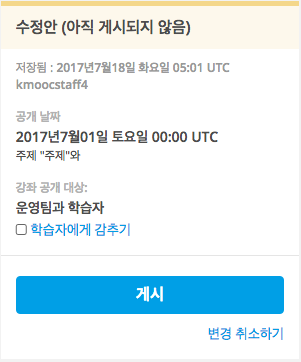 수정안 (아직 게시되지 않음)
저장됨 : 2017년7월18일 화요일 05:01 UTC
kmoocstaff4
공개 날짜
2017년7월01일 토요일 00:00 UTC
주제 "주제"와
강좌 공개 대상:
운영팀과 학습자
학습자에게 감추기
게시
변경 취소하기